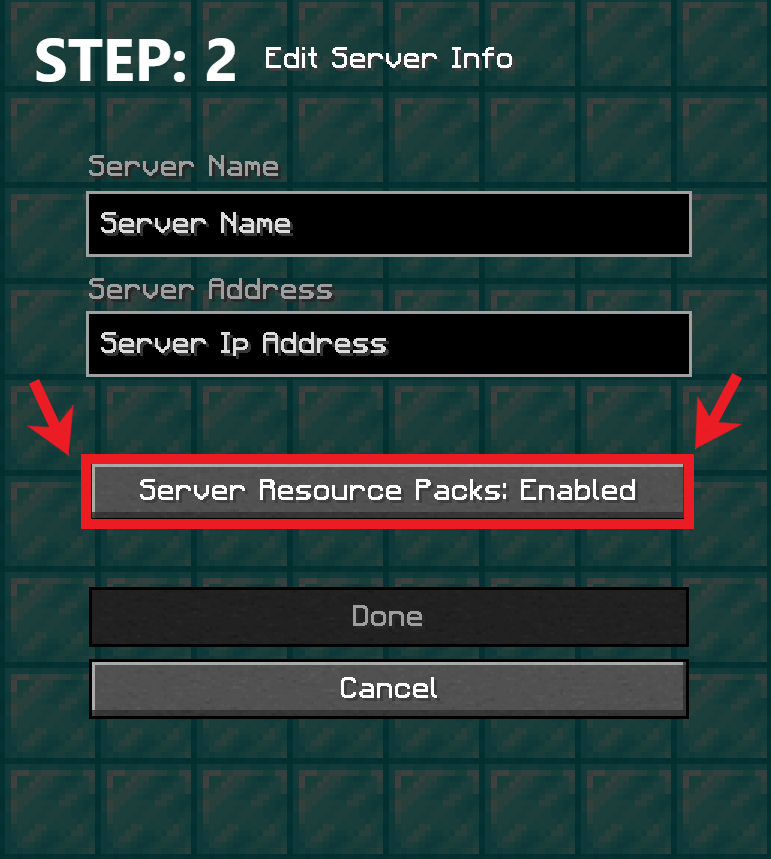 STEP: 2 Edit Server Info
Server Name
Server Name
Server Address
Server Ip Address
Server Resource Packs: Enabled
Done
Cancel